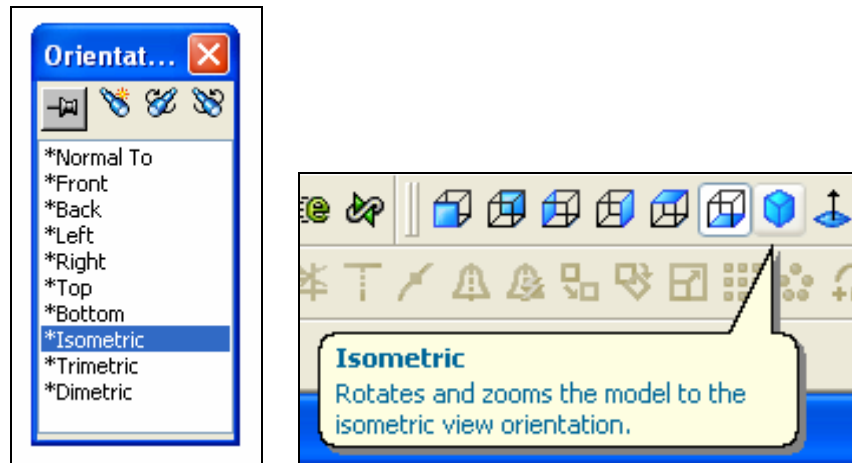 Orientat...
*Normal To
*Front
*Back
*Left
*Right
*Top
*Bottom
*Isometric
*Trimetric
*Dimetric
Isometric
Rotates and zooms the model to the
isometric view orientation.